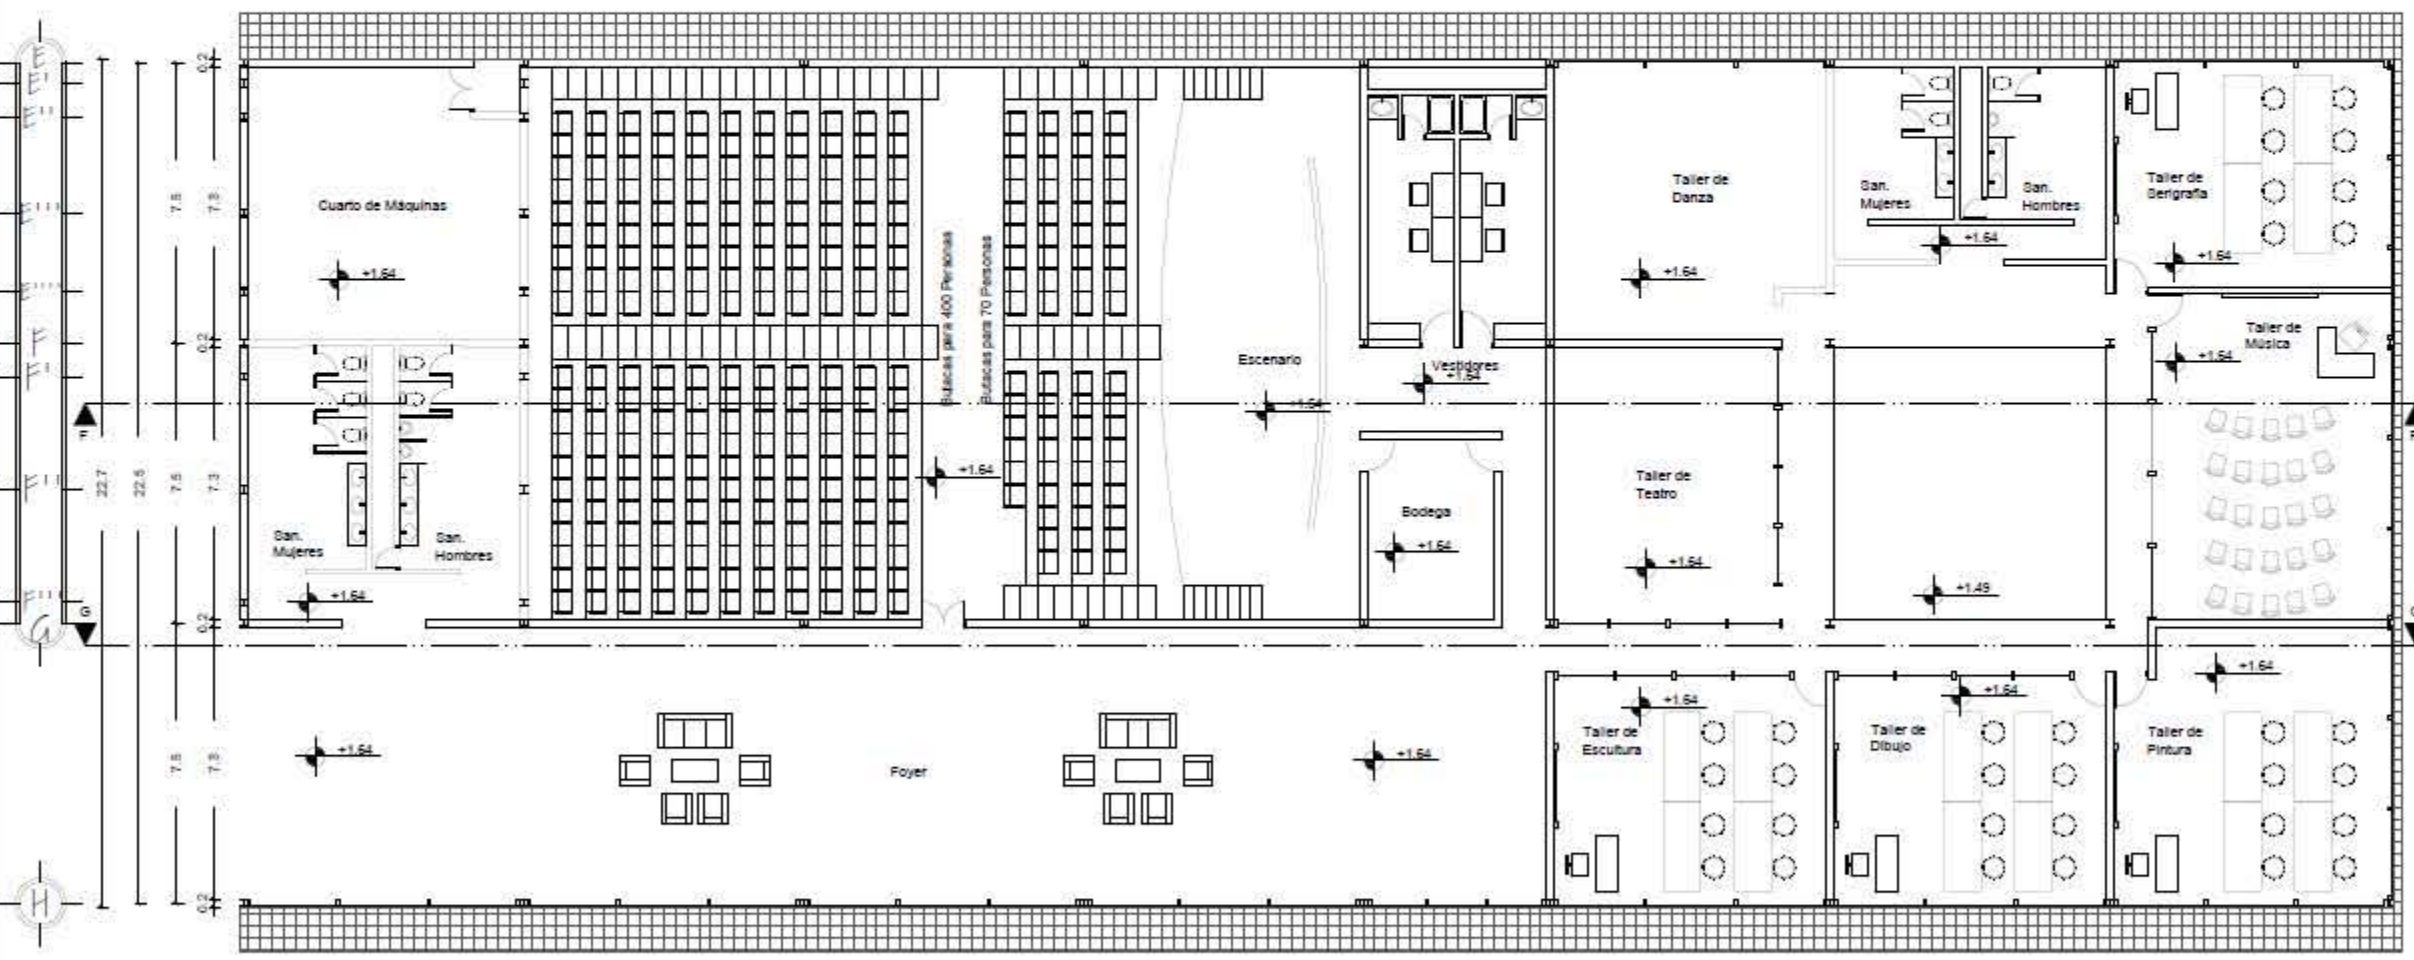 E
E'
E''
E'''
E''''
F
F'
F''
F'''
G
H
0.2
7.5
7.3
0.2
22.7
22.5
7.5
7.3
0.2
7.5
7.3
0.2
F
G
Cuarto de Máquinas
+1.64
San.
Mujeres
San.
Hombres
+1.64
Butacas para 400 Personas
Butacas para 70 Personas
+1.64
Escenario
+1.64
Vestidores
+1.64
Bodega
+1.64
Taller de
Danza
+1.64
San.
Mujeres
San.
Hombres
+1.64
Taller de
Serigrafía
+1.64
Taller de
Música
+1.64
Taller de
Teatro
+1.64
+1.49
+1.64
Foyer
+1.64
Taller de
Escultura
+1.64
Taller de
Dibujo
+1.64
Taller de
Pintura
+1.64